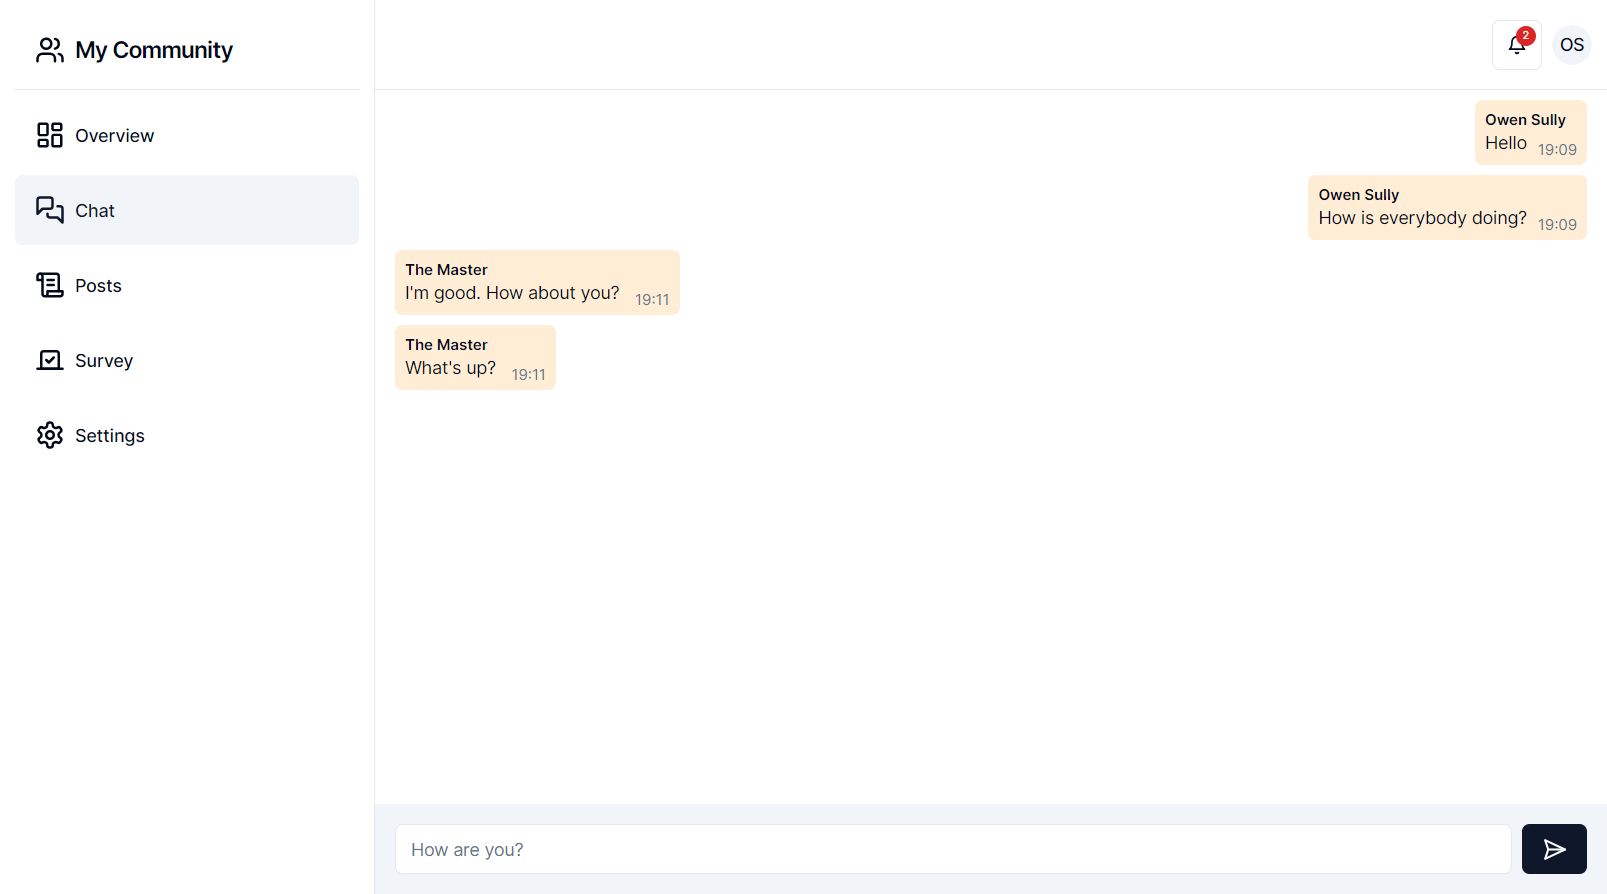 My Community
Overview
Chat
Posts
Survey
Settings
2
OS
Owen Sully
Hello 19:09
Owen Sully
How is everybody doing? 19:09
The Master
I'm good. How about you? 19:11
The Master
What's up? 19:11
How are you?